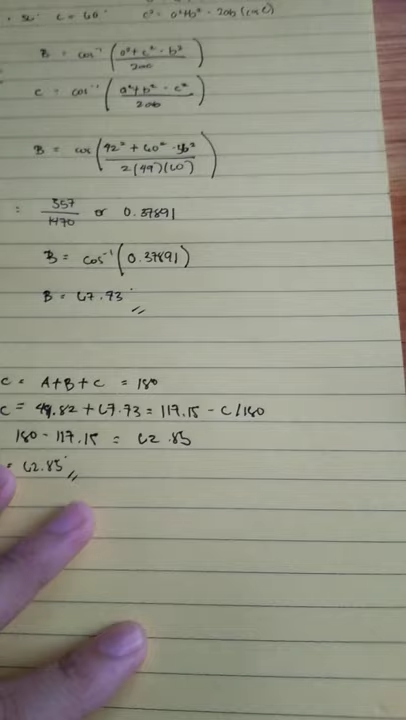 c = 60 c² = a²+b² - 2ab (cos c)
B = cos⁻¹ (a²+c² - b² / 2ac)
C = cos⁻¹ (a²+b² - c² / 2ab)
B = cos (42² + 60² - 56² / 2(49)(60))
= 357/1470 or 0.37891
B = cos⁻¹ (0.37891)
B = 67.73°
C = A+B+C = 180
C = 49.82 + 67.73 = 117.15 - C/180
180 - 117.15 = 62.85
= 62.85°